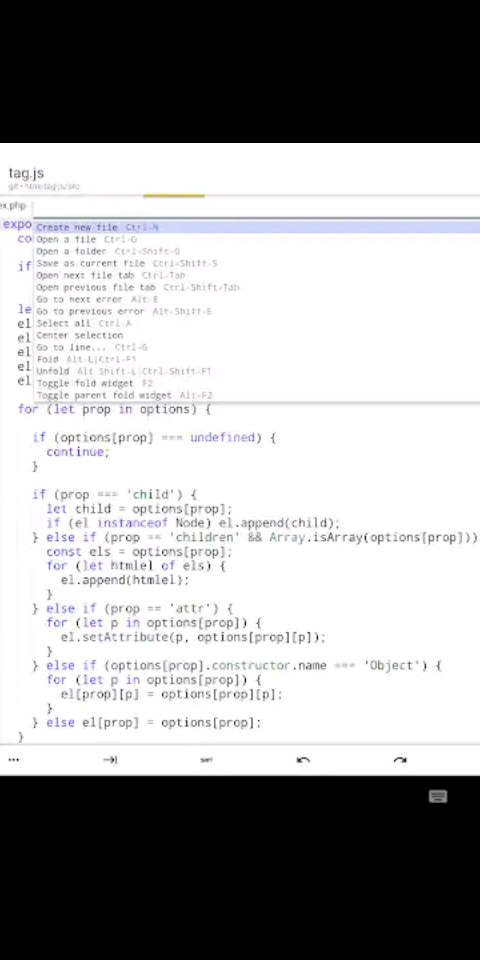 tag.js
ex.php
Create new file Ctrl-N
expo
Open a file Ctrl-O
co
Open a folder Ctrl-Shift-O
Save as current file Ctrl-Shift-S
if
Open next file tab Ctrl-Tab
Open previous file tab Ctrl-Shift-Tab
Go to next error Alt-E
le
Go to previous error Alt-Shift-E
el
Select all Ctrl-A
el
Center selection
Go to line... Ctrl-G
el
Fold Alt-L|Ctrl-F1
el
Unfold Alt Shift-L|Ctrl-Shift-F1
el
Toggle fold widget F2
Toggle parent fold widget Alt-F2
for (let prop in options) {
if (options[prop] === undefined) {
continue;
}
if (prop === 'child') {
let child = options[prop];
if (el instanceof Node) el.append(child);
} else if (prop == 'children' && Array.isArray(options[prop]))
const els = options[prop];
for (let htmlel of els) {
el.append(htmlel);
}
} else if (prop == 'attr') {
for (let p in options[prop]) {
el.setAttribute(p, options[prop][p]);
}
} else if (options[prop].constructor.name === 'Object') {
for (let p in options[prop]) {
el[prop][p] = options[prop][p];
}
} else el[prop] = options[prop];
}